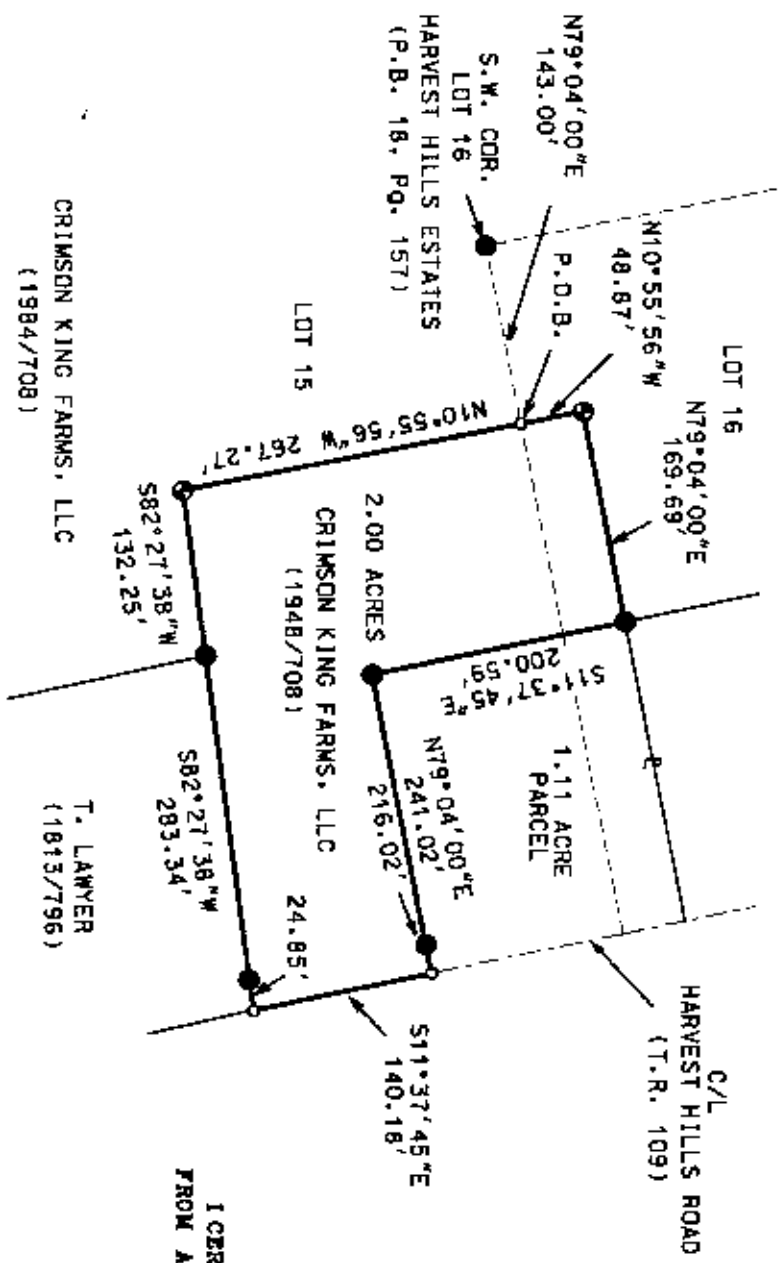 N79°04'00"E
143.00'
S.W. COR.
LOT 16
HARVEST HILLS ESTATES
(P.B. 18, Pg. 157)
P.O.B.
N10°55'56"W
48.67'
LOT 16
N79°04'00"E
169.69'
C/L
HARVEST HILLS ROAD
(T.R. 109)
1.11 ACRE
PARCEL
S11°37'45"E
200.59'
N10°55'56"W 267.27'
LOT 15
2.00 ACRES
CRIMSON KING FARMS, LLC
(1948/708)
N79°04'00"E
241.02'
216.02'
S11°37'45"E
140.18'
24.85'
S82°27'38"W
132.25'
S82°27'38"W
283.34'
CRIMSON KING FARMS, LLC
(1984/708)
T. LAWYER
(1813/796)
I CER
FROM A